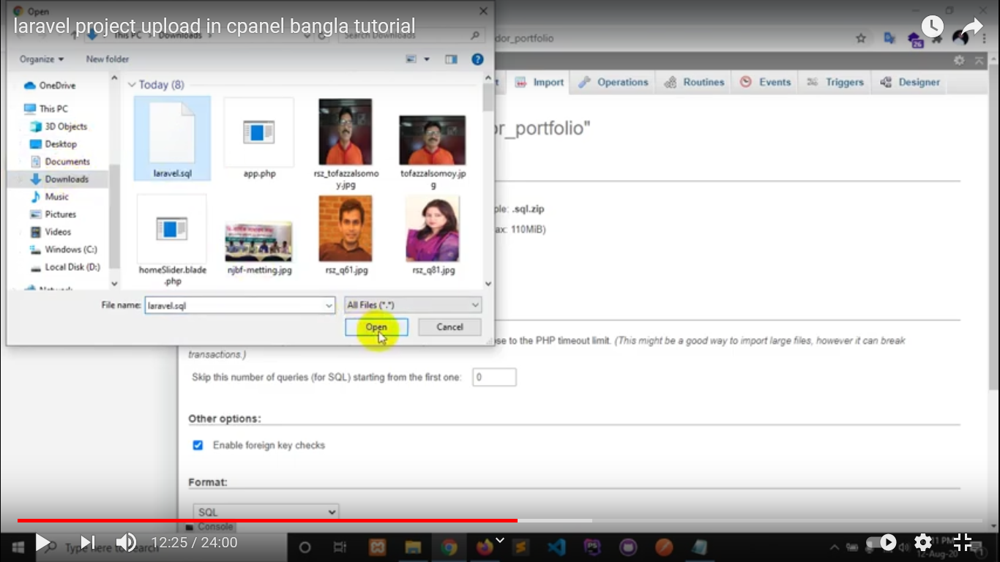 Open
laravel project upload in cpanel bangla tutorial
This PC
Downloads
Search Downloads
dor_portfolio
26
Organize
New folder
Import
Operations
Routines
Events
Triggers
Designer
OneDrive
This PC
3D Objects
Desktop
Documents
Downloads
Music
Pictures
Videos
Windows (C:)
Local Disk (D:)
Network
Today (8)
laravel.sql
app.php
rsz_tofazzalsomo
y.jpg
tofazzalsomoy.jp
g
homeSlider.blade
.php
njbf-metting.jpg
rsz_q61.jpg
rsz_q81.jpg
File name:
laravel.sql
All Files (*.*)
Open
Cancel
or_portfolio"
ple: .sql.zip
ax: 110MiB)
se to the PHP timeout limit. (This might be a good way to import large files, however it can break
transactions.)
Skip this number of queries (for SQL) starting from the first one:
0
Other options:
Enable foreign key checks
Format:
SQL
Console
Type here to search
12:25 / 24:00
PS
12-Aug-20